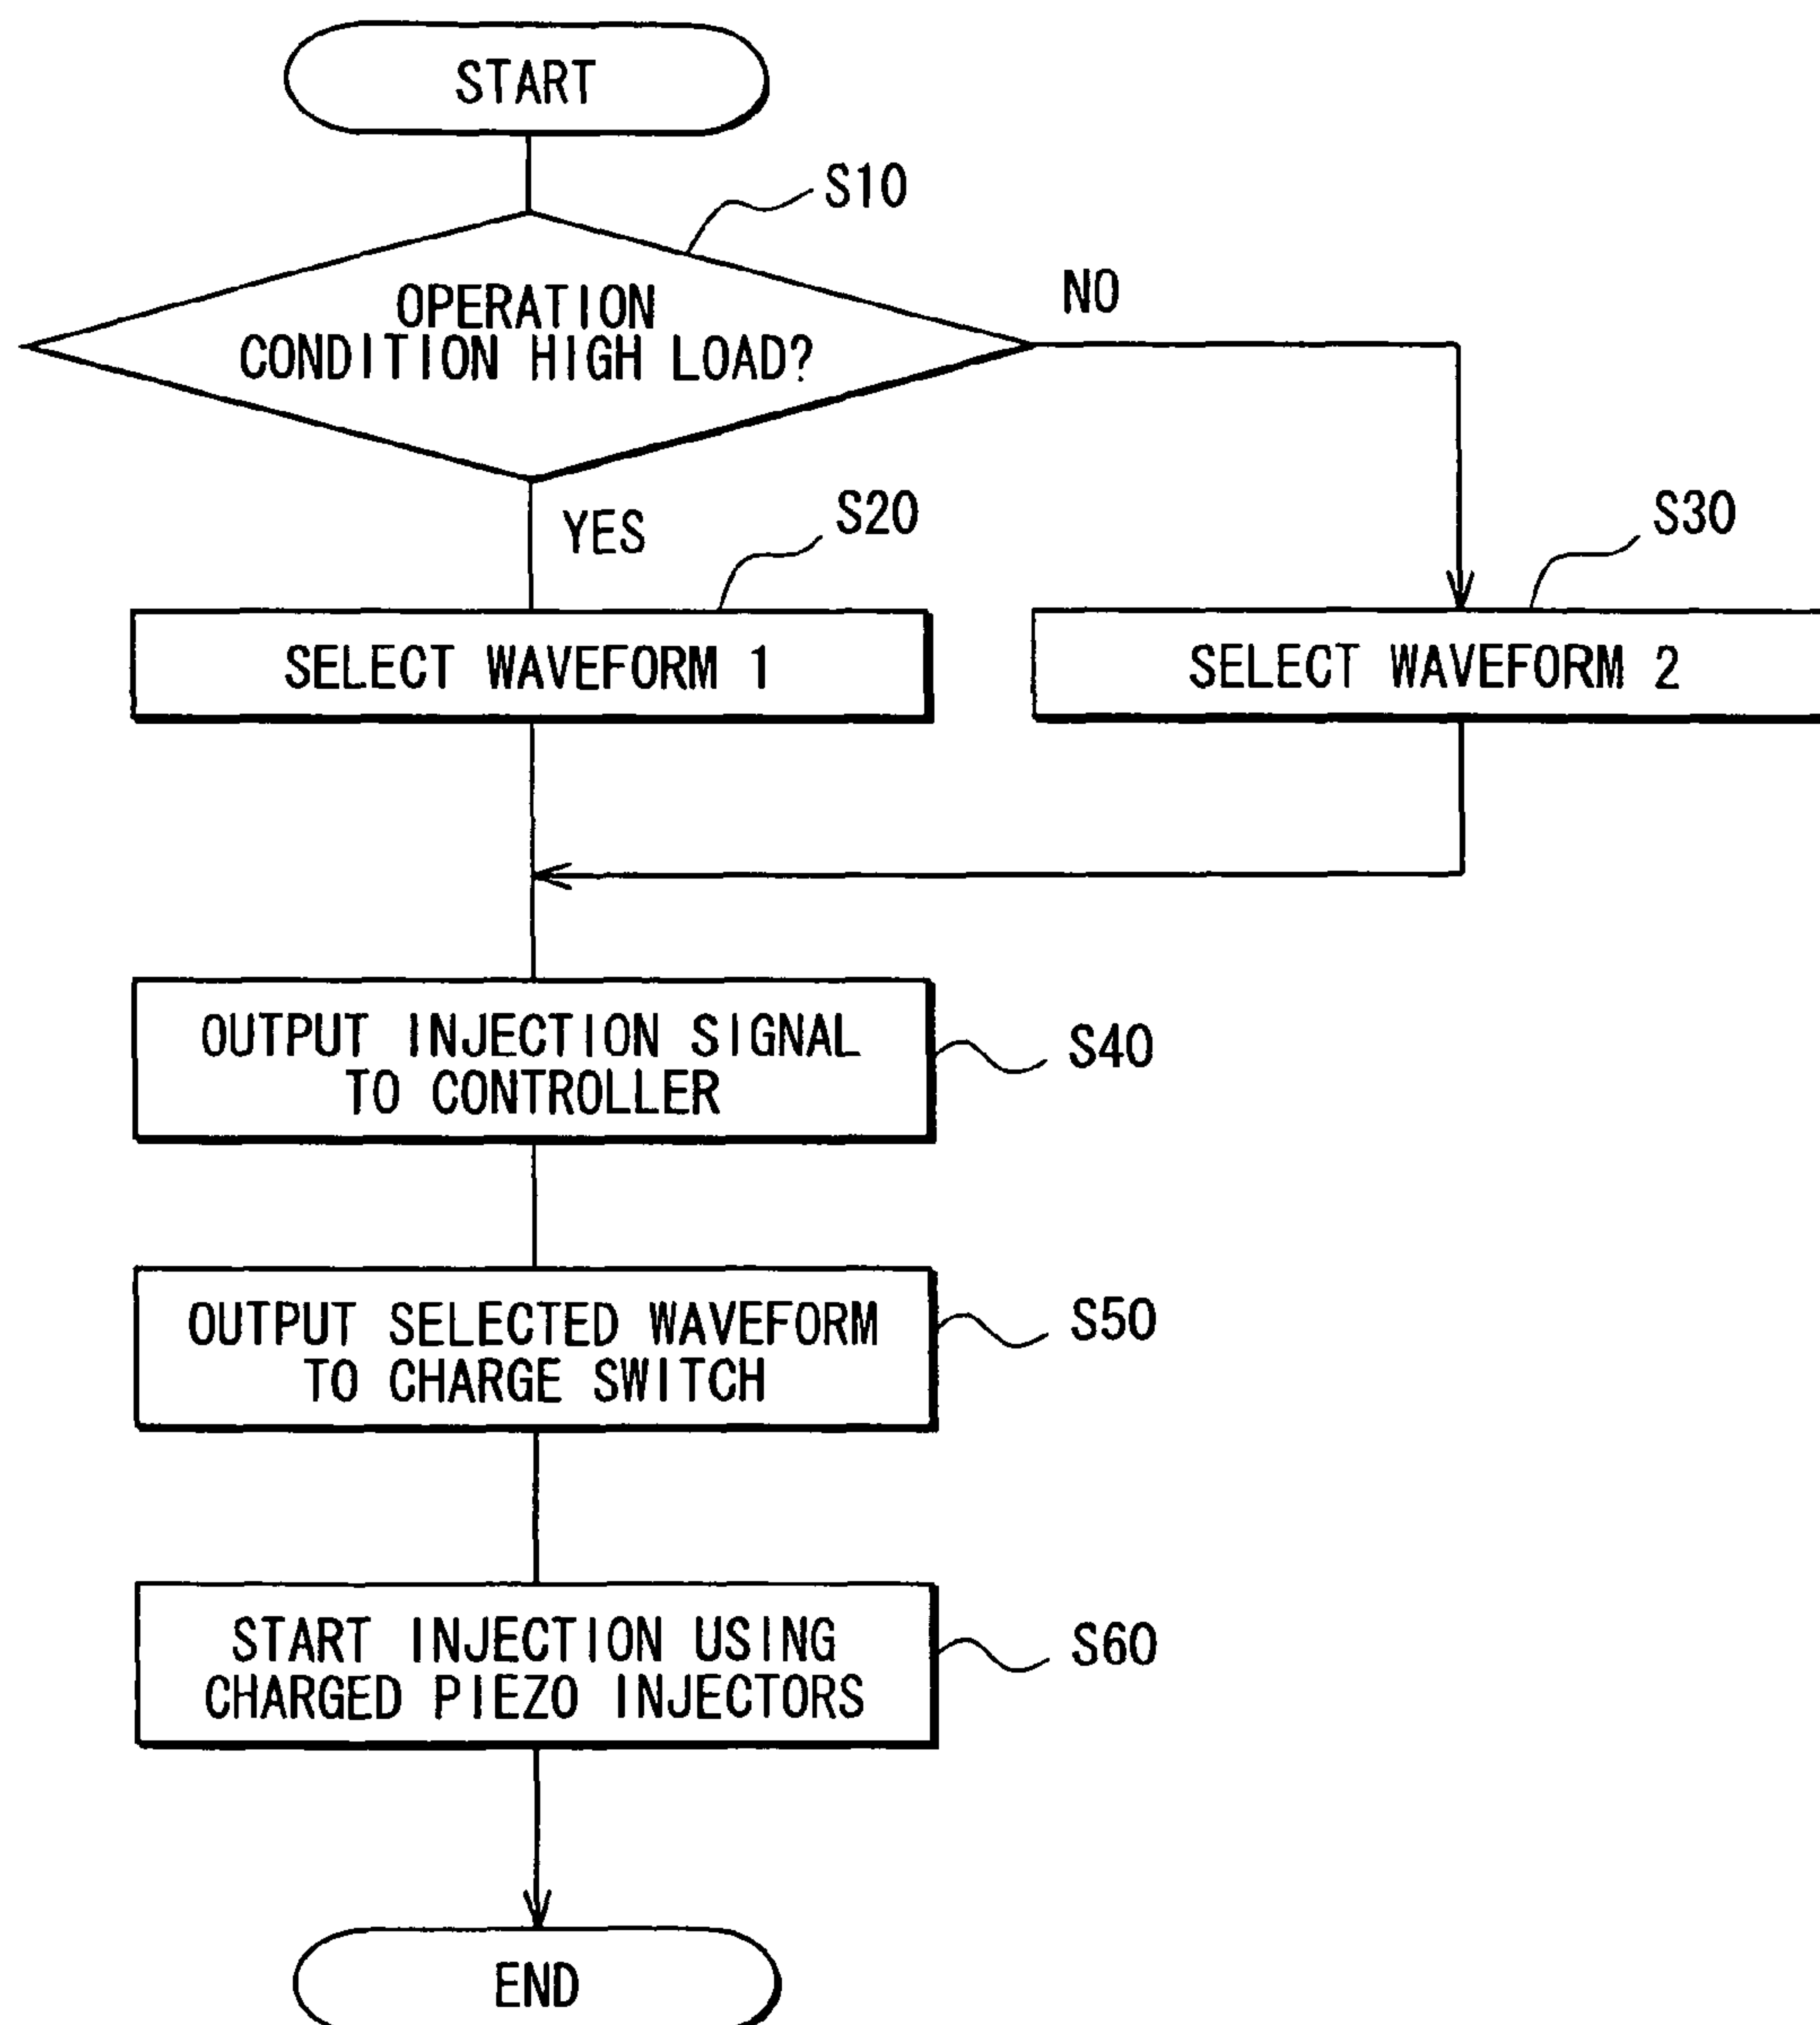 START
S10
OPERATION
CONDITION HIGH LOAD?
NO
YES
S20
S30
SELECT WAVEFORM 1
SELECT WAVEFORM 2
OUTPUT INJECTION SIGNAL
TO CONTROLLER
S40
OUTPUT SELECTED WAVEFORM
TO CHARGE SWITCH
S50
START INJECTION USING
CHARGED PIEZO INJECTORS
S60
END